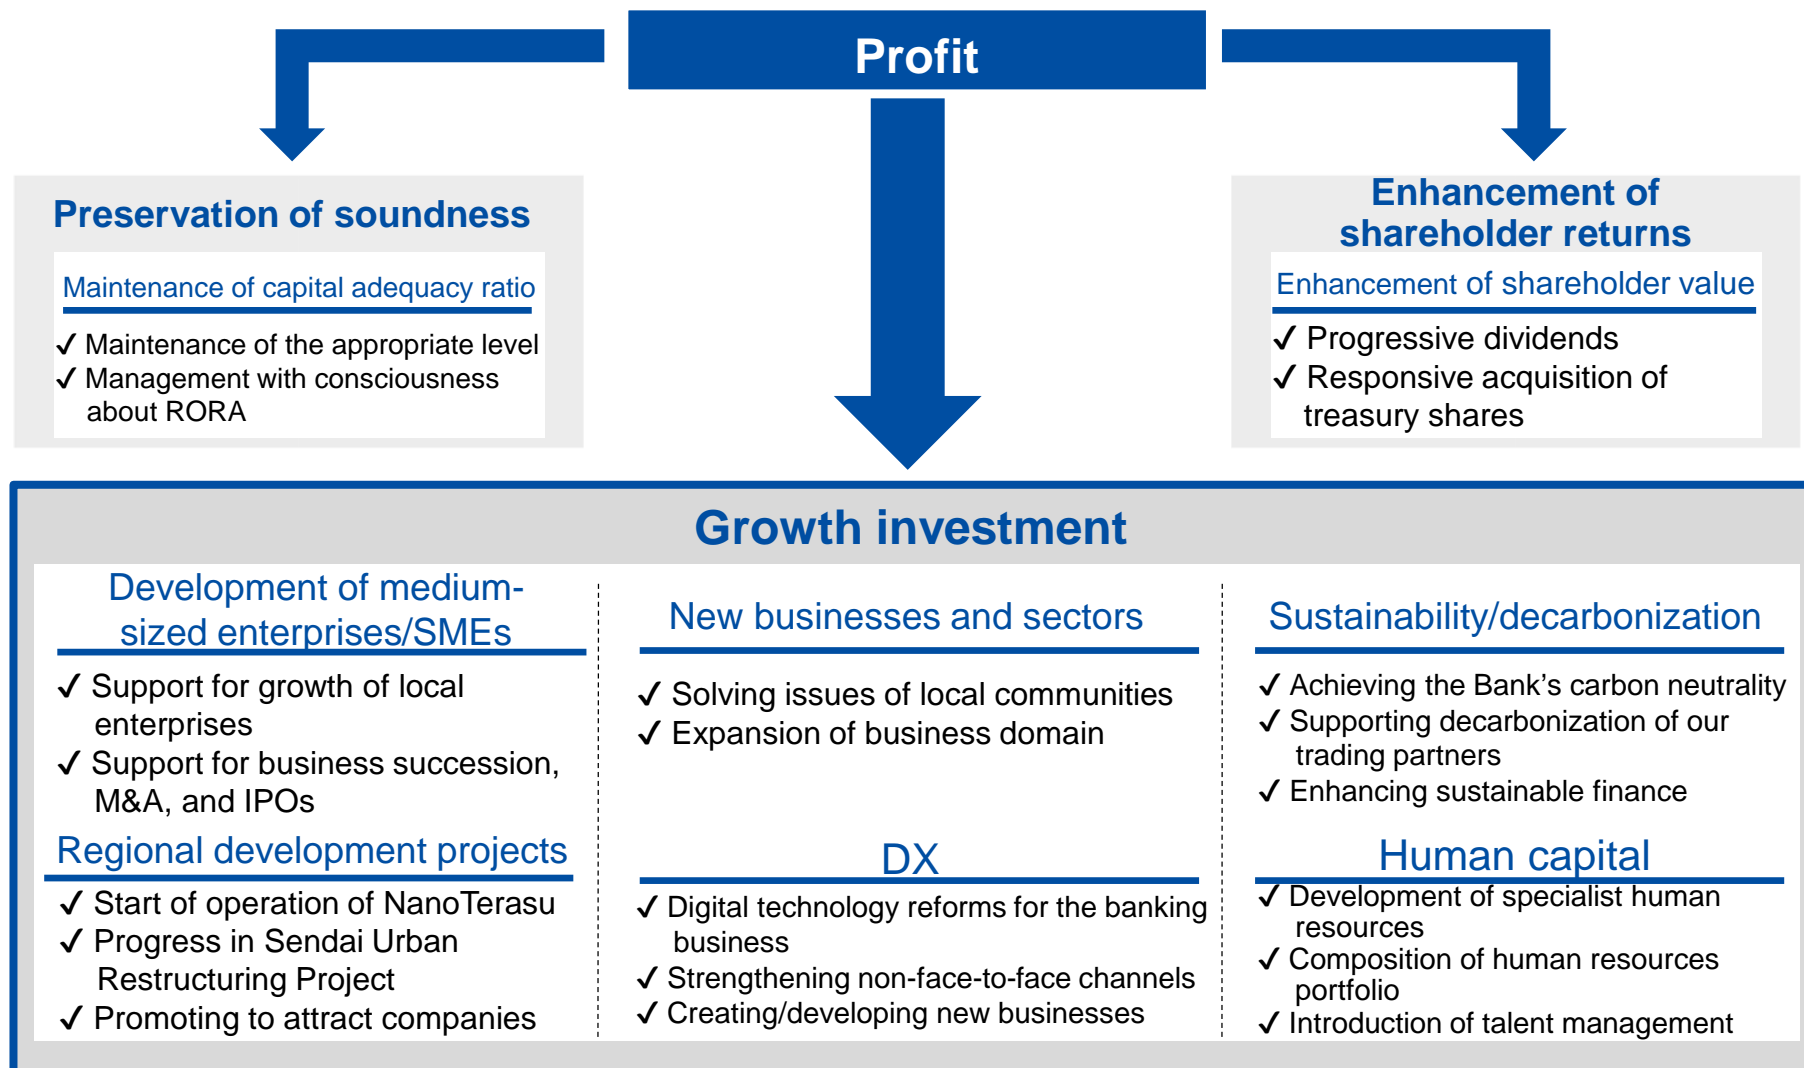 Profit
Preservation of soundness
Maintenance of capital adequacy ratio
✓ Maintenance of the appropriate level
✓ Management with consciousness
about RORA
Enhancement of
shareholder returns
Enhancement of shareholder value
✓ Progressive dividends
✓ Responsive acquisition of
treasury shares
Growth investment
Development of medium-
sized enterprises/SMEs
✓ Support for growth of local
enterprises
✓ Support for business succession,
M&A, and IPOs
New businesses and sectors
✓ Solving issues of local communities
✓ Expansion of business domain
Sustainability/decarbonization
✓ Achieving the Bank’s carbon neutrality
✓ Supporting decarbonization of our
trading partners
✓ Enhancing sustainable finance
Regional development projects
✓ Start of operation of NanoTerasu
✓ Progress in Sendai Urban
Restructuring Project
✓ Promoting to attract companies
DX
✓ Digital technology reforms for the banking
business
✓ Strengthening non-face-to-face channels
✓ Creating/developing new businesses
Human capital
✓ Development of specialist human
resources
✓ Composition of human resources
portfolio
✓ Introduction of talent management